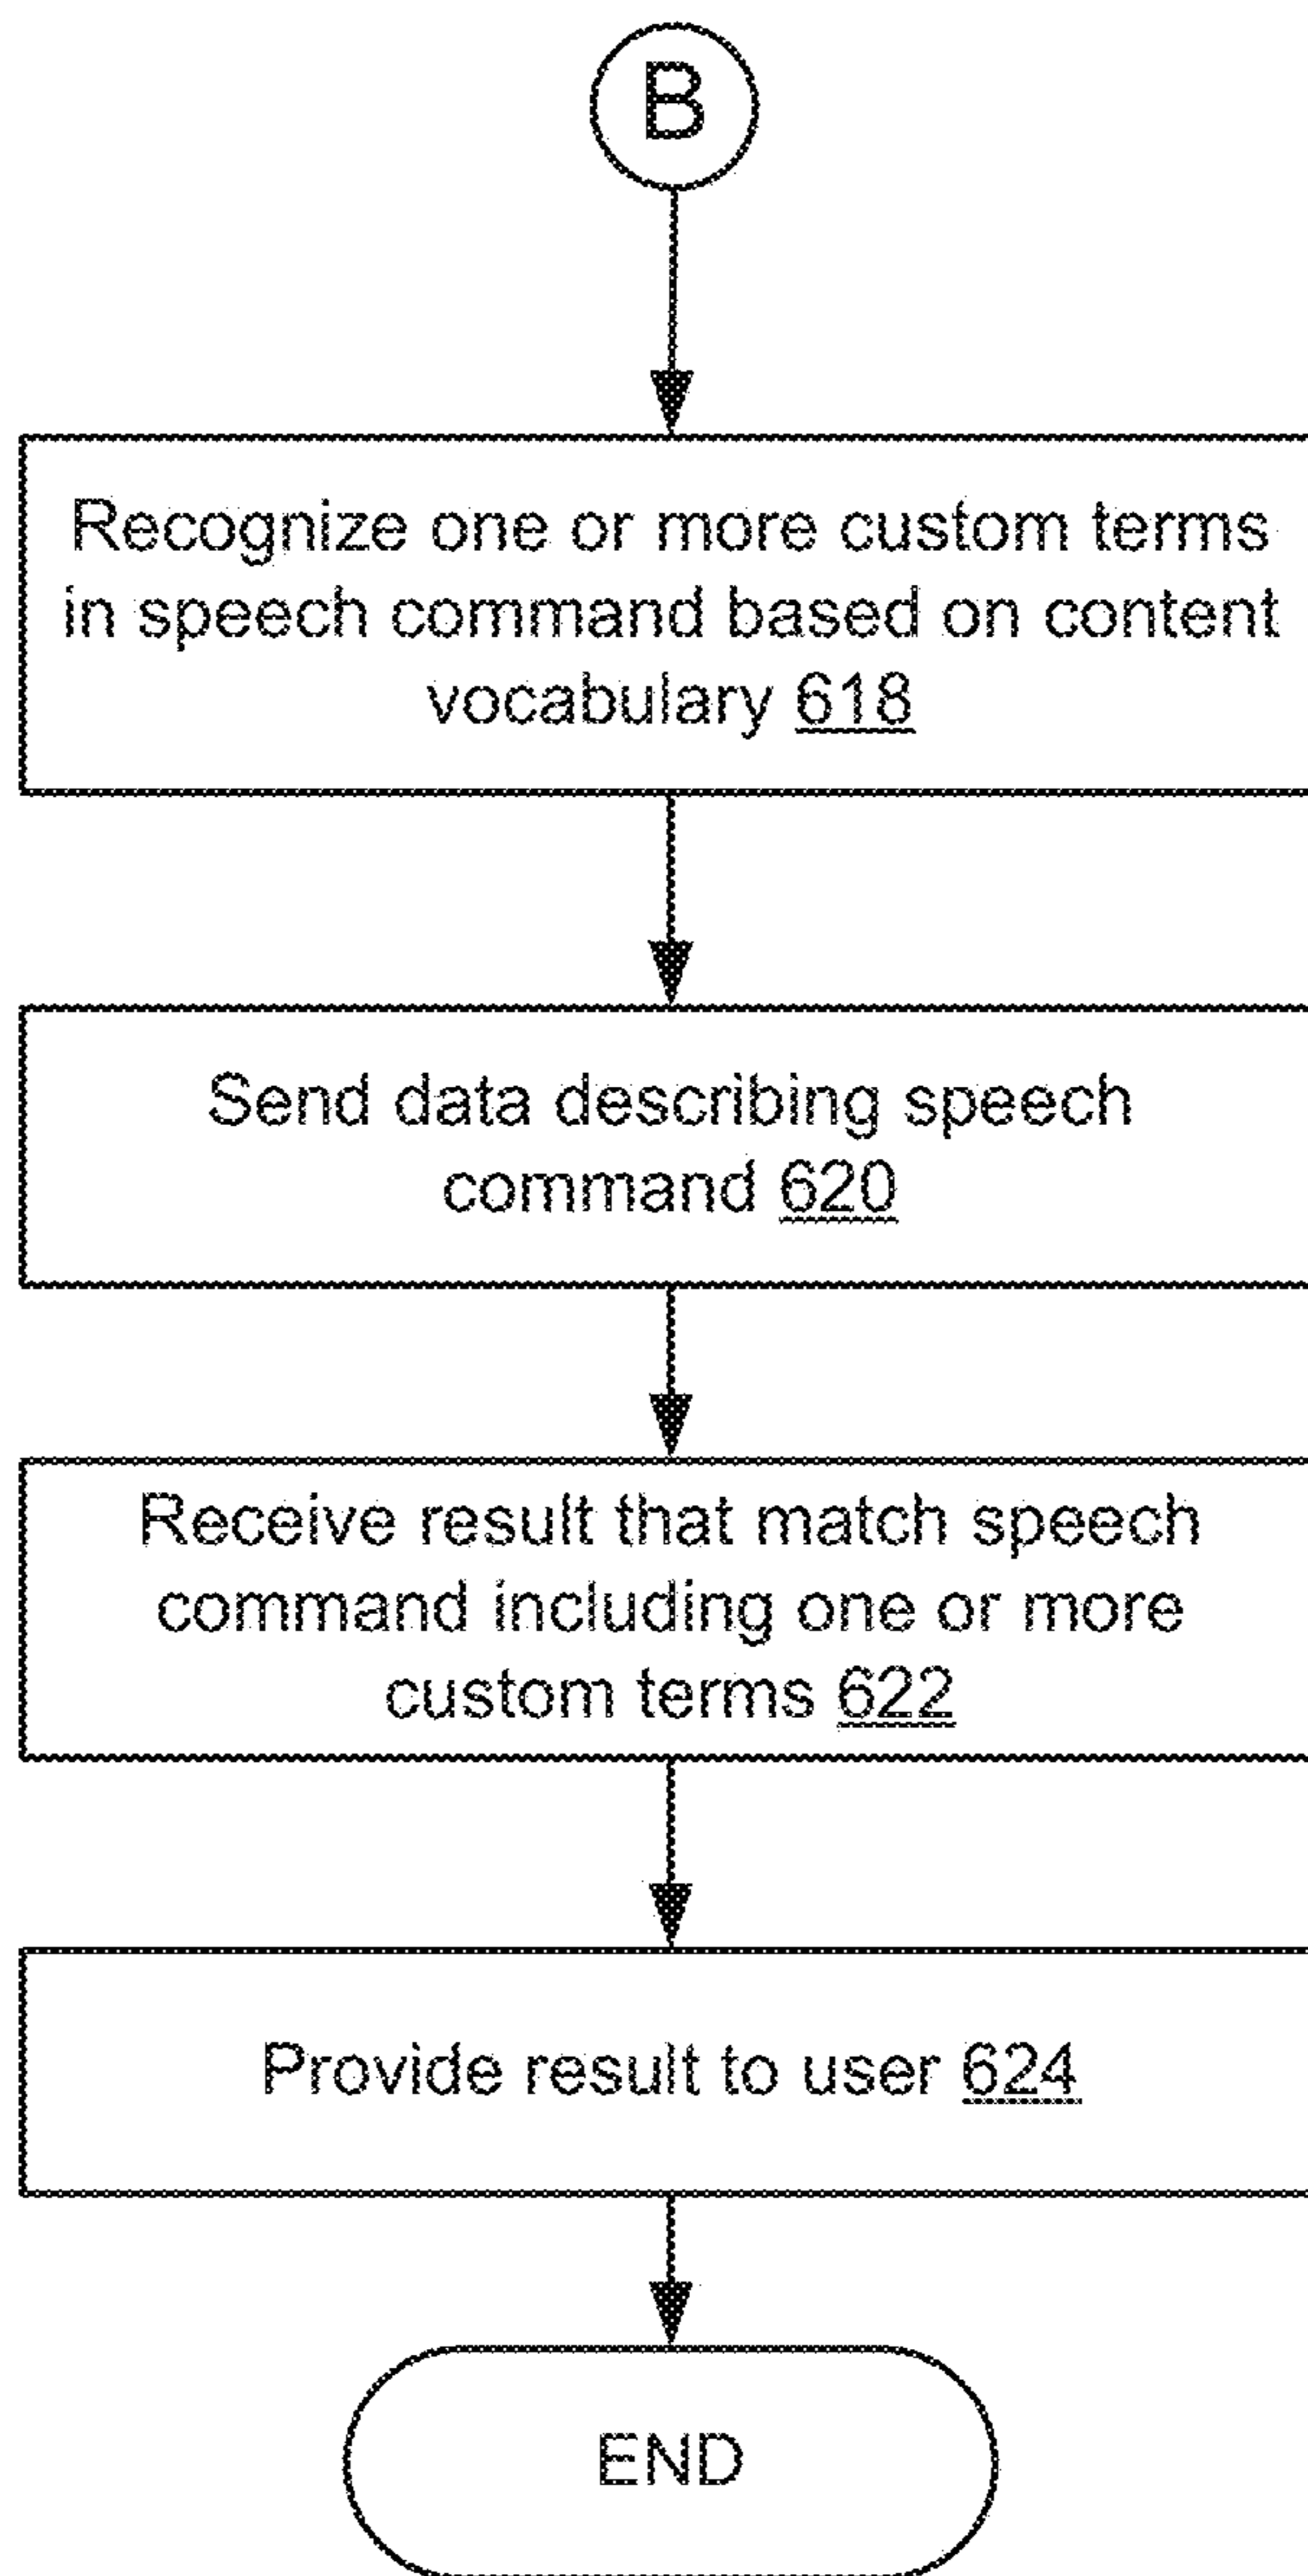 B
Recognize one or more custom terms
in speech command based on content
vocabulary 618
Send data describing speech
command 620
Receive result that match speech
command including one or more
custom terms 622
Provide result to user 624
END